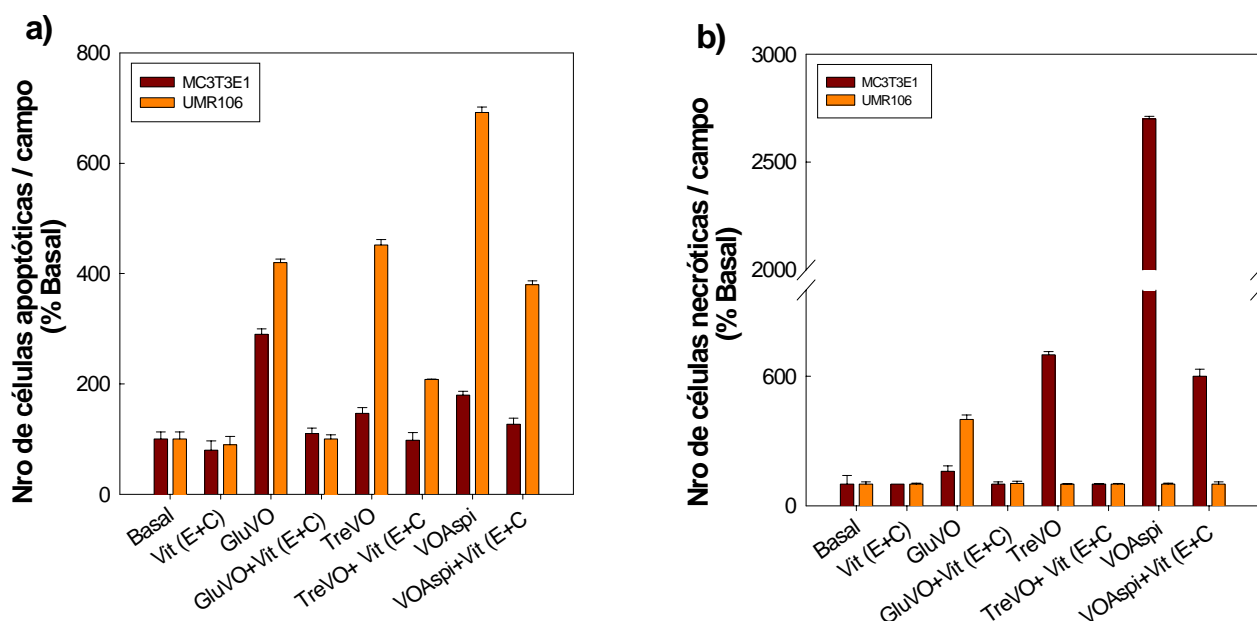 a)
Nro de células apoptóticas / campo
(% Basal)
800
600
400
200
0
MC3T3E1
UMR106
Basal
Vit (E+C)
GluVO
GluVO+Vit (E+C)
TreVO
TreVO+ Vit (E+C
VOAspi
VOAspi+Vit (E+C
b)
Nro de células necróticas / campo
(% Basal)
3000
2500
2000
600
0
MC3T3E1
UMR106
Basal
Vit (E+C)
GluVO
GluVO+Vit (E+C)
TreVO
TreVO+ Vit (E+C
VOAspi
VOAspi+Vit (E+C